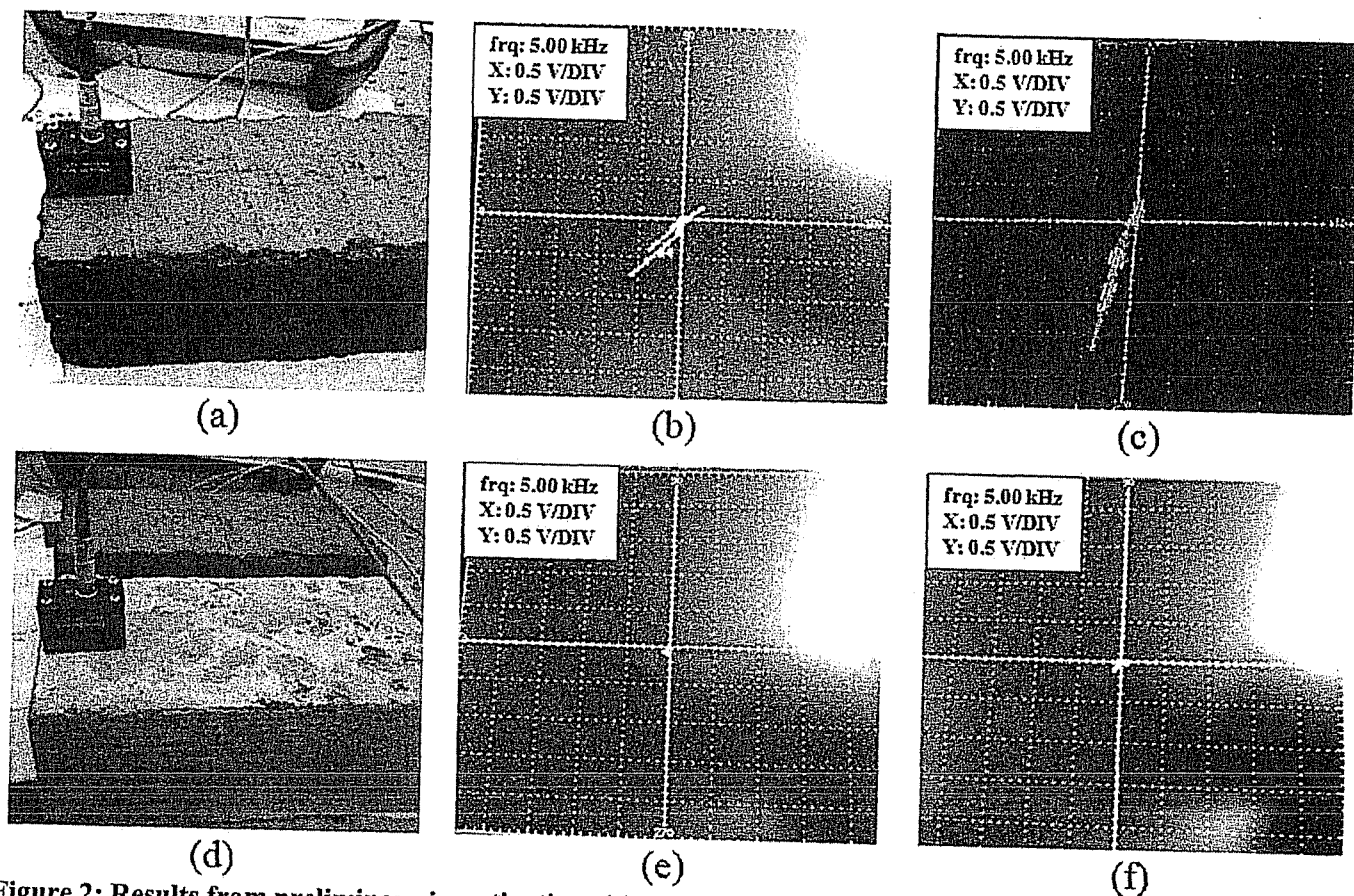 frq: 5.00 kHz
X: 0.5 V/DIV
Y: 0.5 V/DIV
frq: 5.00 kHz
X: 0.5 V/DIV
Y: 0.5 V/DIV
(a)
(b)
(c)
frq: 5.00 kHz
X: 0.5 V/DIV
Y: 0.5 V/DIV
frq: 5.00 kHz
X: 0.5 V/DIV
Y: 0.5 V/DIV
(d)
(e)
(f)
Figure 2: Results from